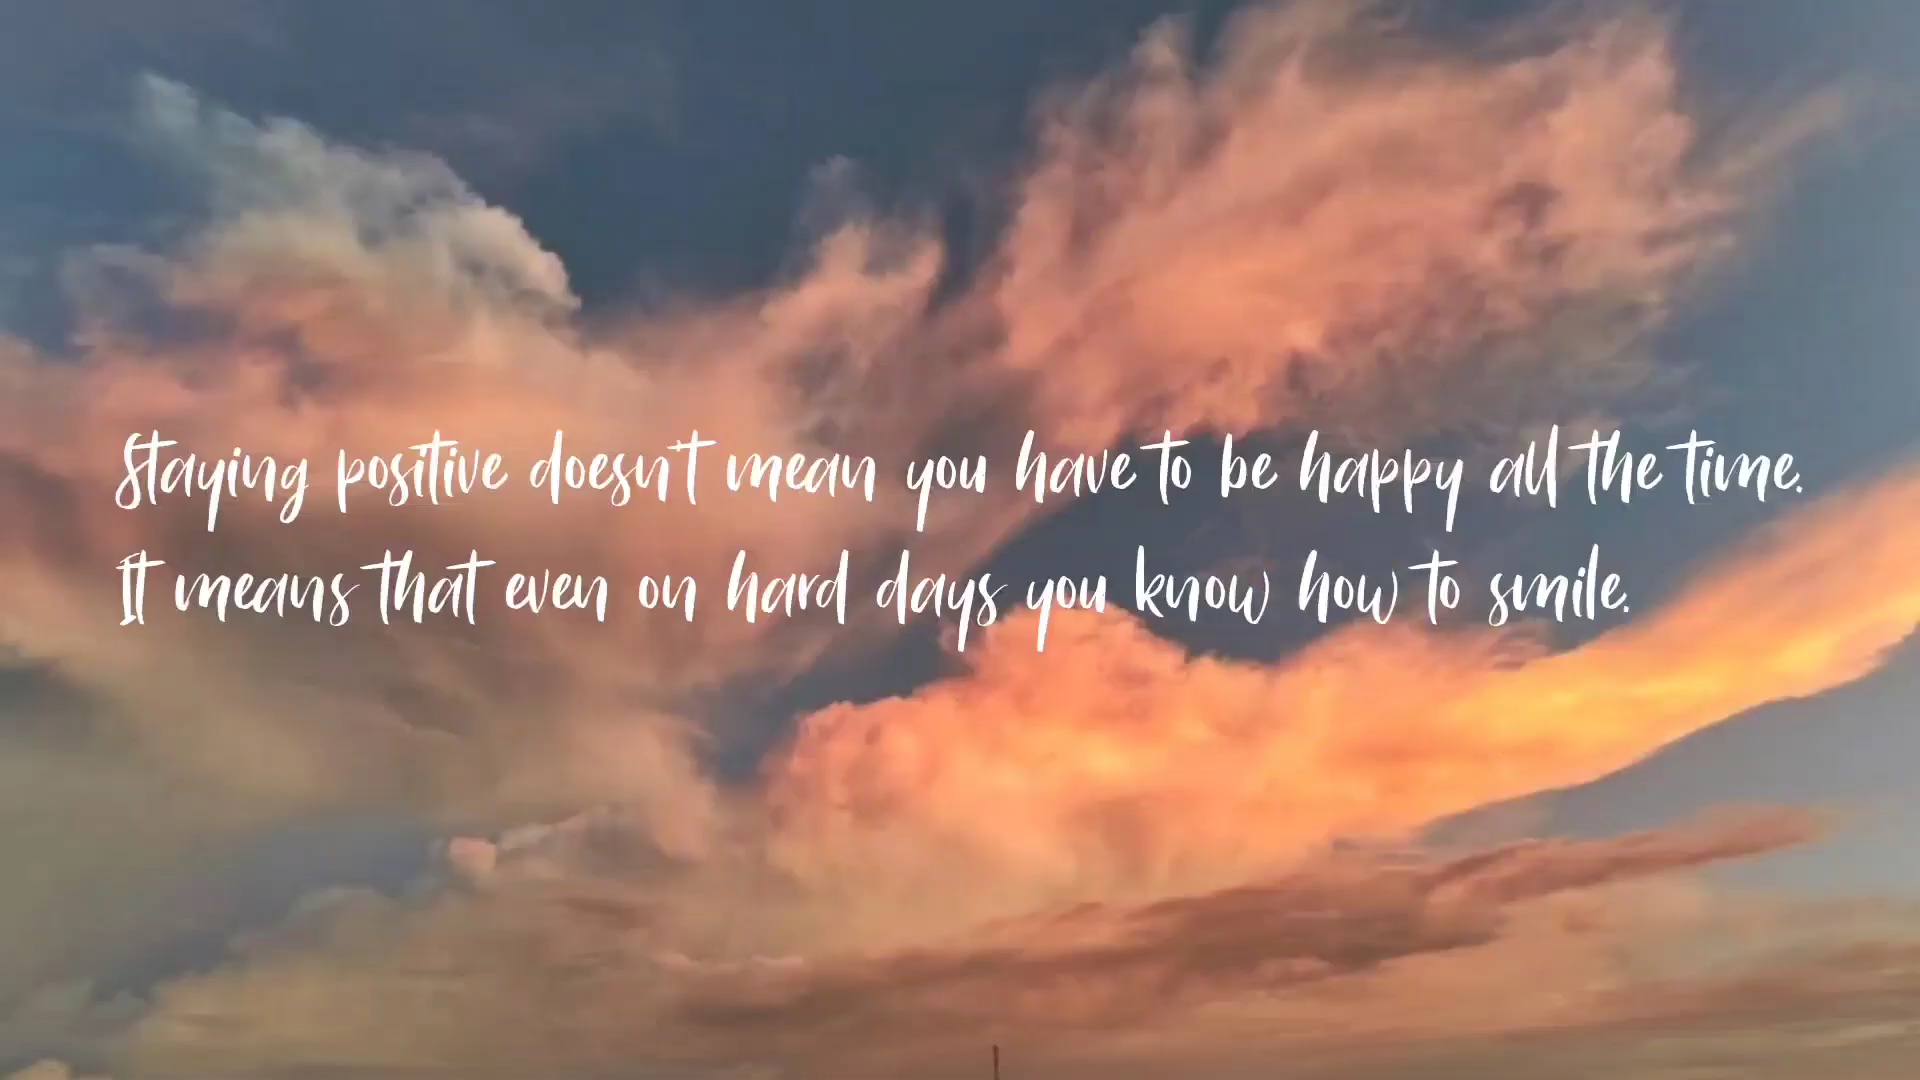 Staying positive doesn't mean you have to be happy all the time.
It means that even on hard days you know how to smile.